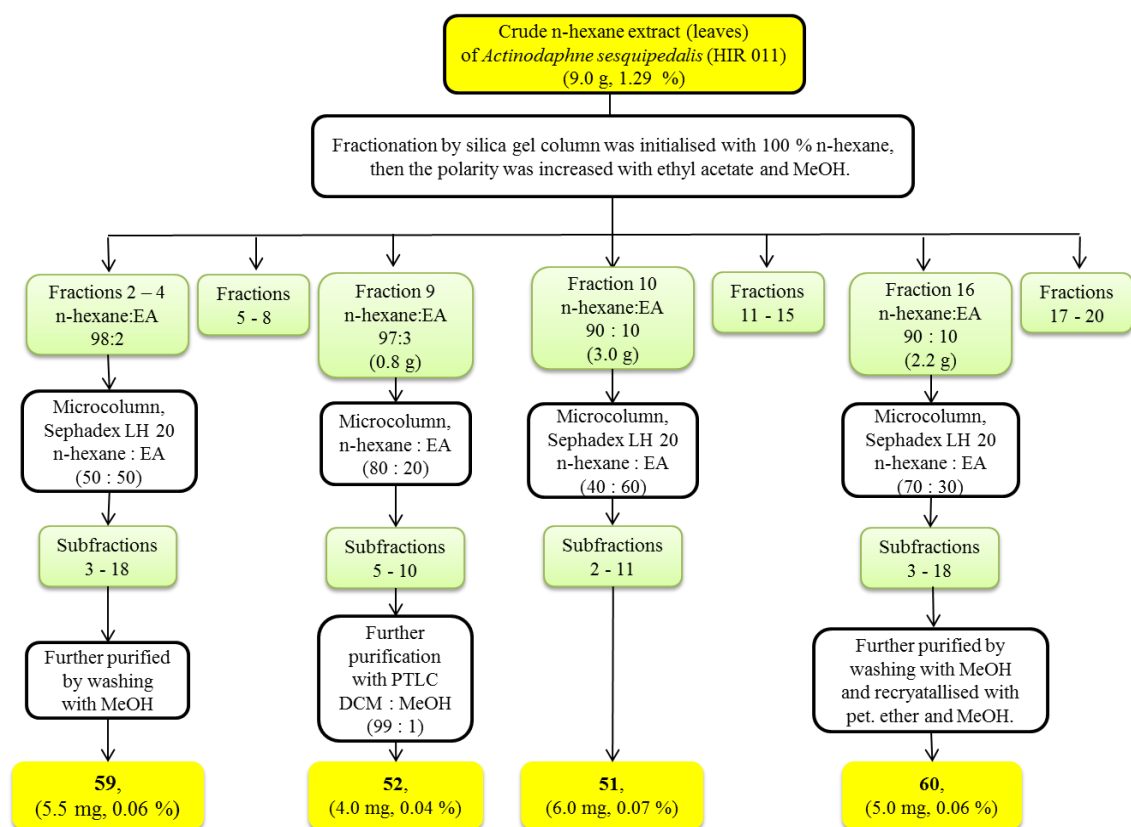 Crude n-hexane extract (leaves)
of Actinodaphne sesquipedalis (HIR 011)
(9.0 g, 1.29 %)
Fractionation by silica gel column was initialised with 100 % n-hexane,
then the polarity was increased with ethyl acetate and MeOH.
Fractions 2 – 4
n-hexane:EA
98:2
Fractions
5 - 8
Fraction 9
n-hexane:EA
97:3
(0.8 g)
Fraction 10
n-hexane:EA
90 : 10
(3.0 g)
Fractions
11 - 15
Fraction 16
n-hexane:EA
90 : 10
(2.2 g)
Fractions
17 - 20
Microcolumn,
Sephadex LH 20
n-hexane : EA
(50 : 50)
Microcolumn,
n-hexane : EA
(80 : 20)
Microcolumn,
Sephadex LH 20
n-hexane : EA
(40 : 60)
Microcolumn,
Sephadex LH 20
n-hexane : EA
(70 : 30)
Subfractions
3 - 18
Subfractions
5 - 10
Subfractions
2 - 11
Subfractions
3 - 18
Further purified
by washing
with MeOH
Further
purification
with PTLC
DCM : MeOH
(99 : 1)
Further purified by
washing with MeOH
and recryatallised with
pet. ether and MeOH.
59,
(5.5 mg, 0.06 %)
52,
(4.0 mg, 0.04 %)
51,
(6.0 mg, 0.07 %)
60,
(5.0 mg, 0.06 %)